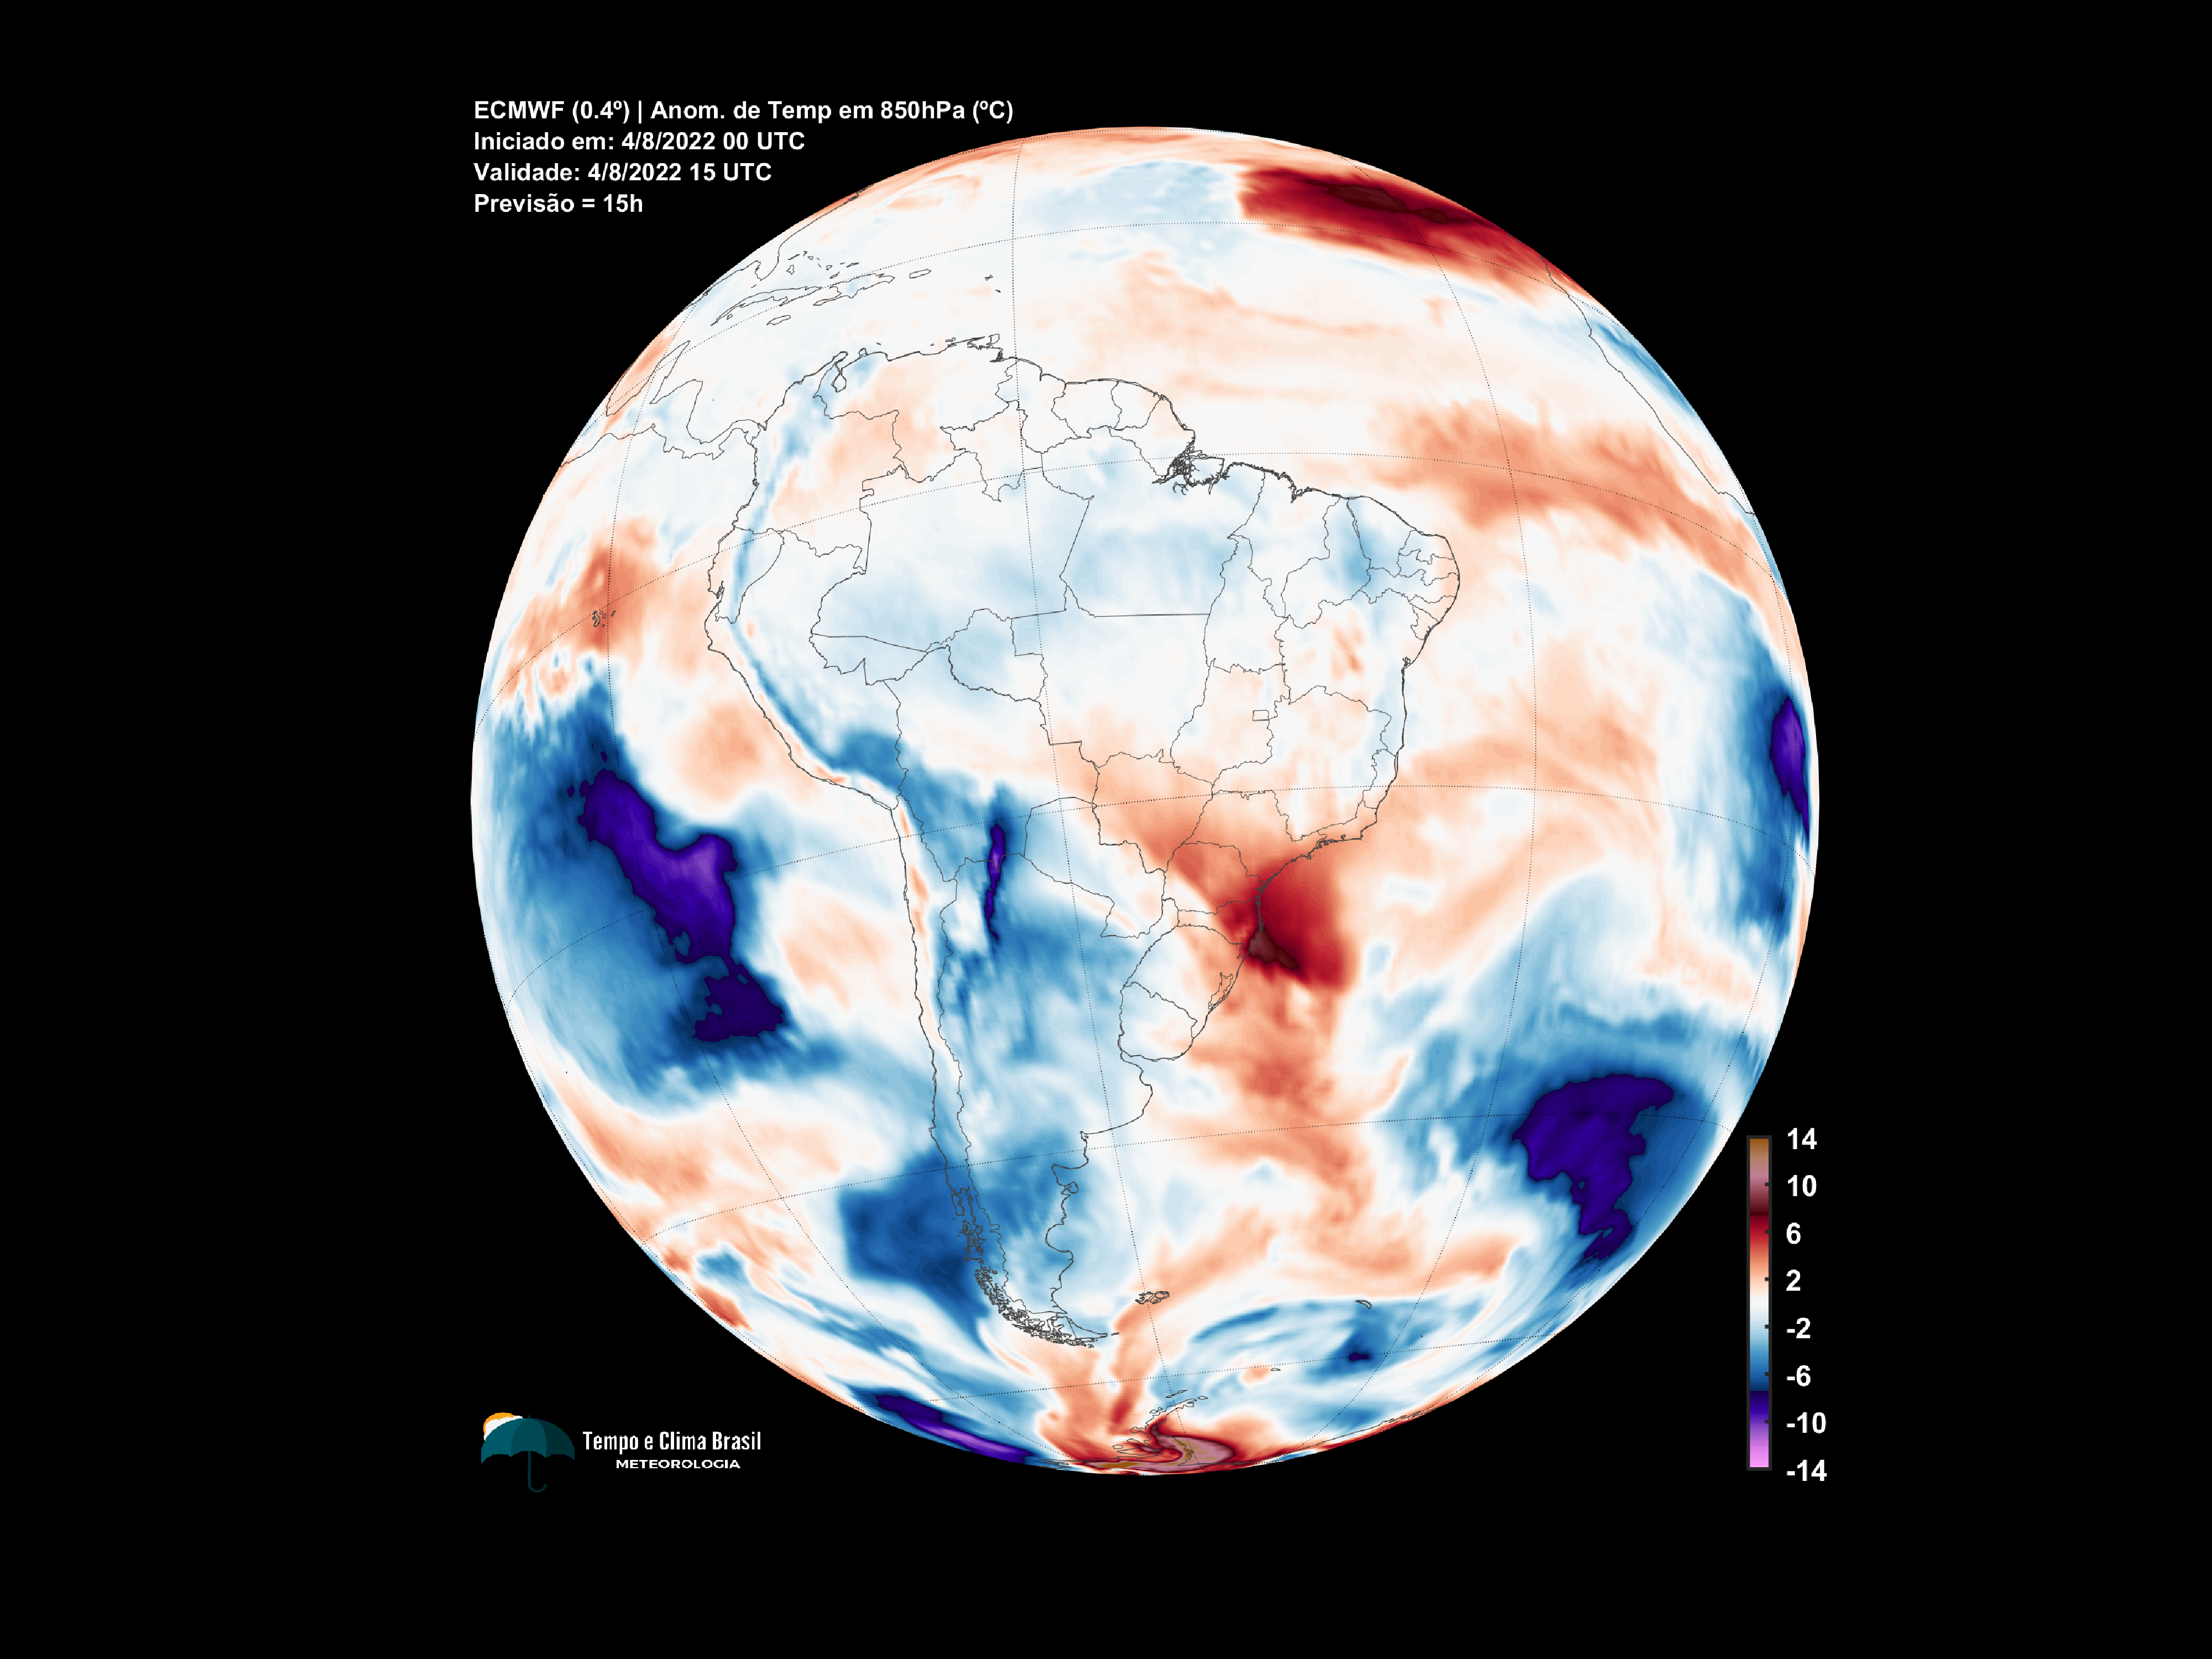 ECMWF (0.4º) | Anom. de Temp em 850hPa (ºC)
Iniciado em: 4/8/2022 00 UTC
Validade: 4/8/2022 15 UTC
Previsão = 15h
14
10
6
2
-2
-6
-10
-14
Tempo e Clima Brasil
METEOROLOGIA